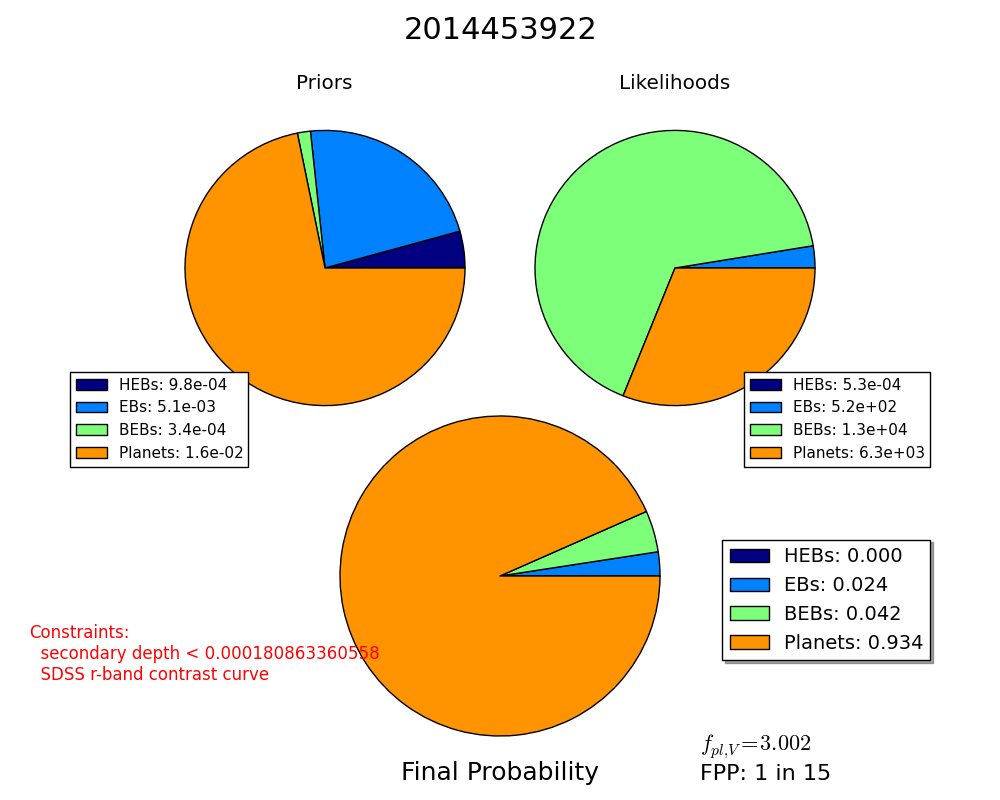 2014453922
Priors
Likelihoods
HEBs: 9.8e-04
EBs: 5.1e-03
BEBs: 3.4e-04
Planets: 1.6e-02
HEBs: 5.3e-04
EBs: 5.2e+02
BEBs: 1.3e+04
Planets: 6.3e+03
HEBs: 0.000
EBs: 0.024
BEBs: 0.042
Planets: 0.934
Constraints:
secondary depth < 0.000180863360558
SDSS r-band contrast curve
f_{pl,V}=3.002
Final Probability
FPP: 1 in 15